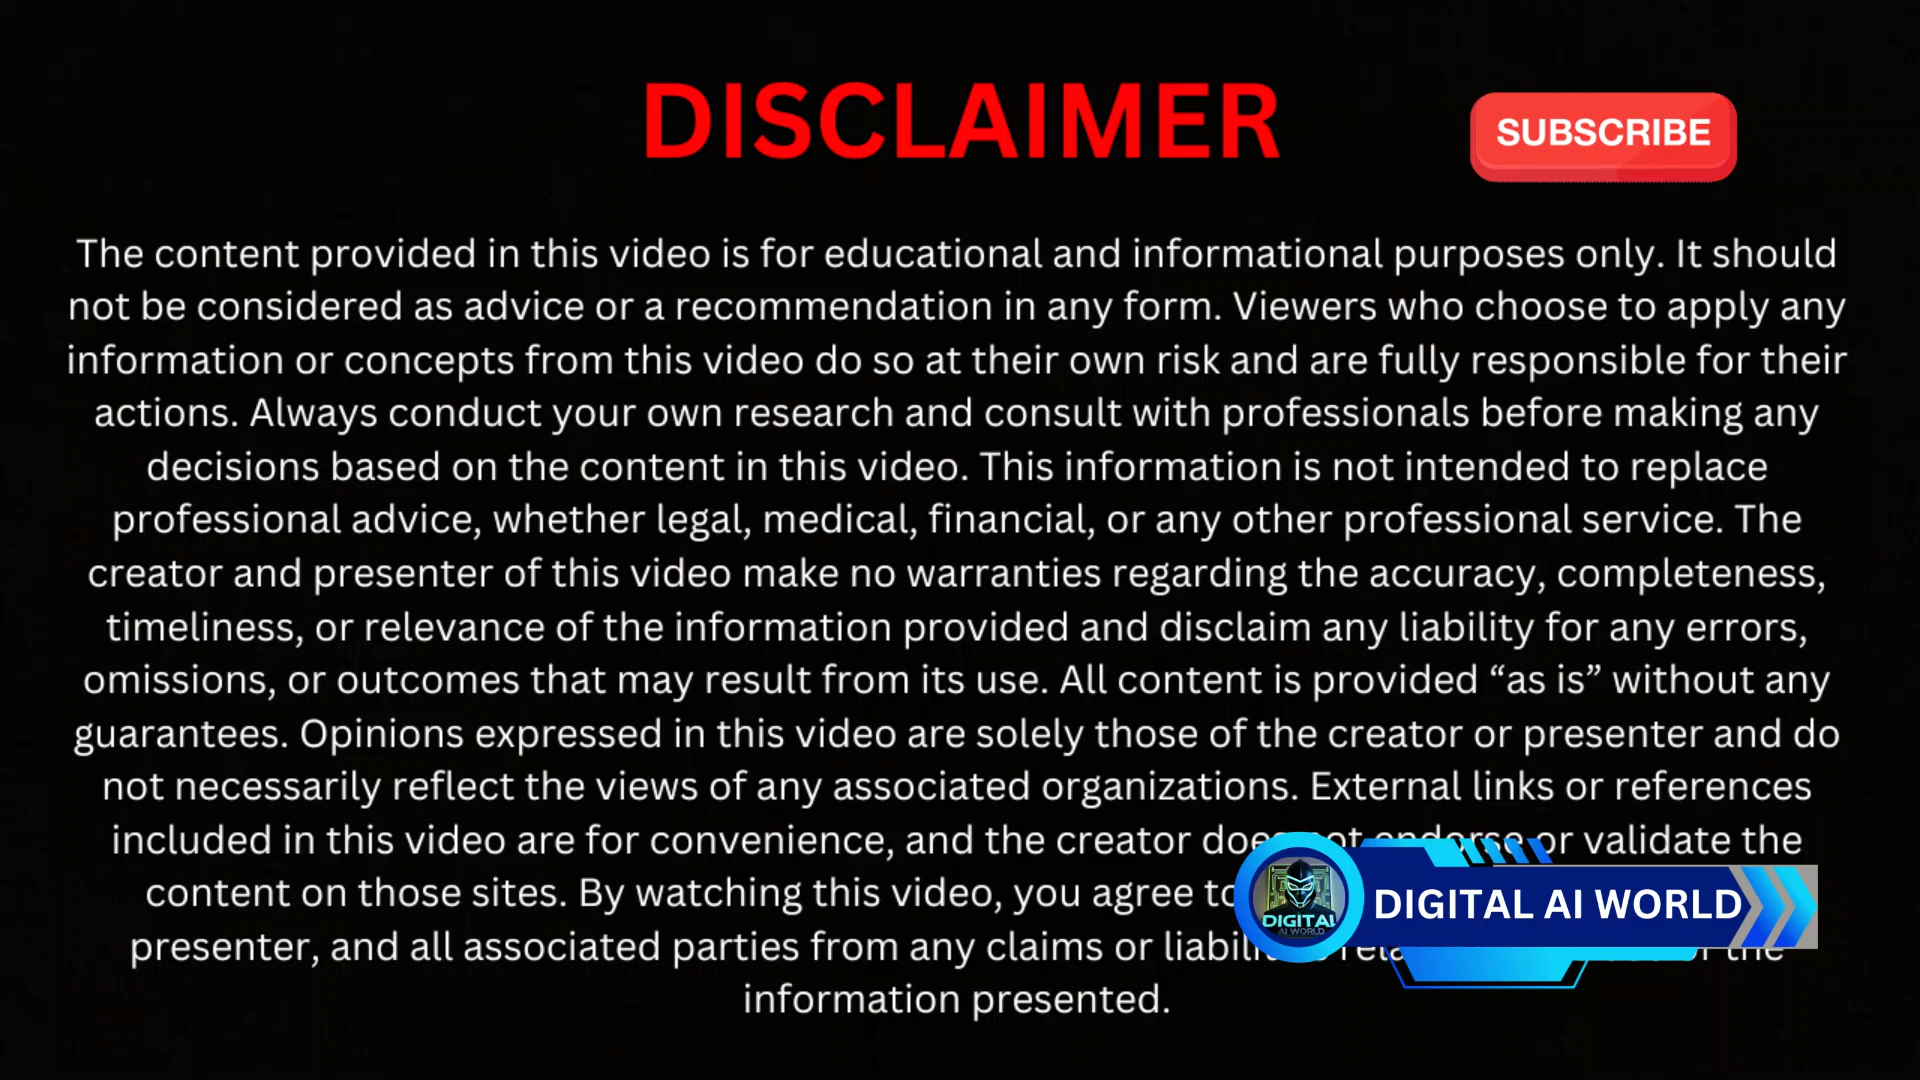 DISCLAIMER
SUBSCRIBE
The content provided in this video is for educational and informational purposes only. It should
not be considered as advice or a recommendation in any form. Viewers who choose to apply any
information or concepts from this video do so at their own risk and are fully responsible for their
actions. Always conduct your own research and consult with professionals before making any
decisions based on the content in this video. This information is not intended to replace
professional advice, whether legal, medical, financial, or any other professional service. The
creator and presenter of this video make no warranties regarding the accuracy, completeness,
timeliness, or relevance of the information provided and disclaim any liability for any errors,
omissions, or outcomes that may result from its use. All content is provided “as is” without any
guarantees. Opinions expressed in this video are solely those of the creator or presenter and do
not necessarily reflect the views of any associated organizations. External links or references
included in this video are for convenience, and the creator does not endorse or validate the
content on those sites. By watching this video, you agree to
presenter, and all associated parties from any claims or the
information presented.
DIGITAL AI WORLD
DIGITAL
AI WORLD